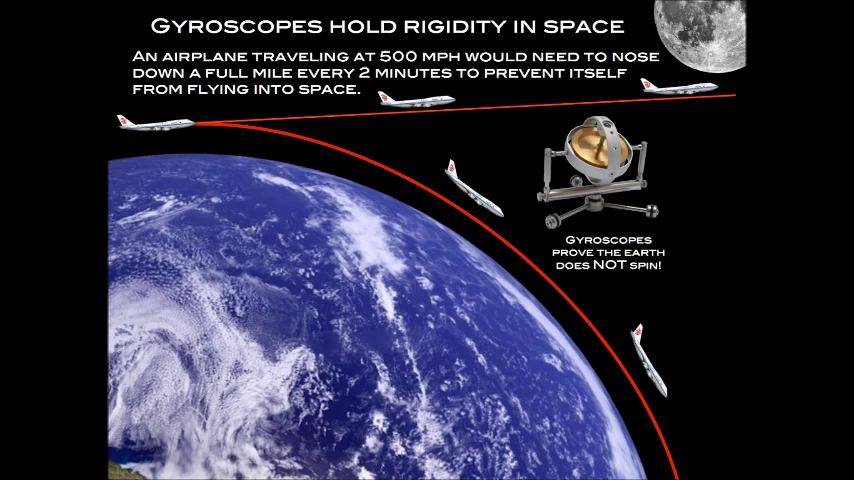 Gyroscopes hold rigidity in space
An airplane traveling at 500 mph would need to nose
down a full mile every 2 minutes to prevent itself
from flying into space.
Gyroscopes
prove the earth
does NOT spin!